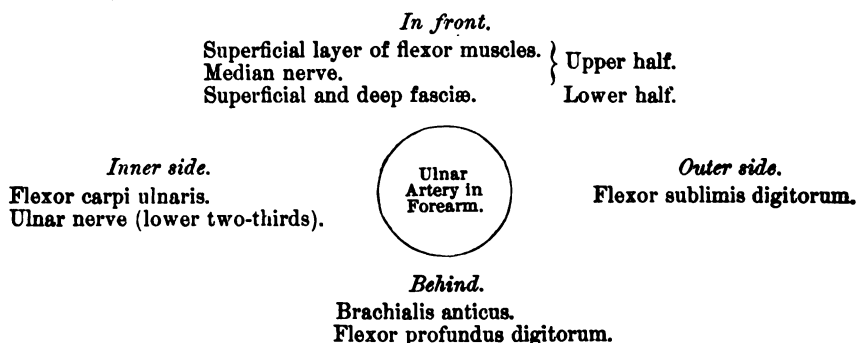 In front.
Superficial layer of flexor muscles. } Upper half.
Median nerve.
Superficial and deep fasciæ. Lower half.
Inner side.
Flexor carpi ulnaris.
Ulnar nerve (lower two-thirds).
Ulnar
Artery in
Forearm.
Outer side.
Flexor sublimis digitorum.
Behind.
Brachialis anticus.
Flexor profundus digitorum.